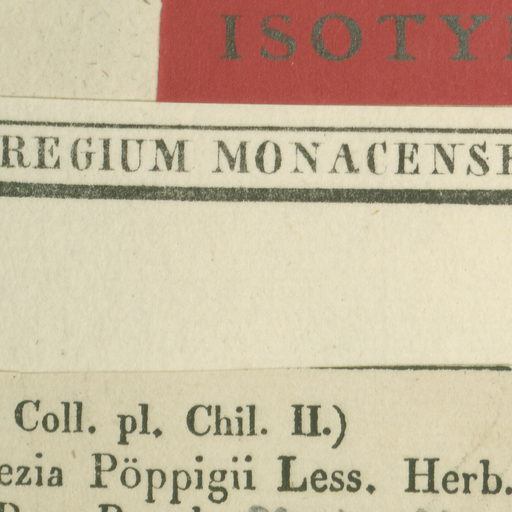 ISOTY
REGIUM MONACENSE
Coll. pl. Chil. II.)
ezia Pöppigii Less. Herb.